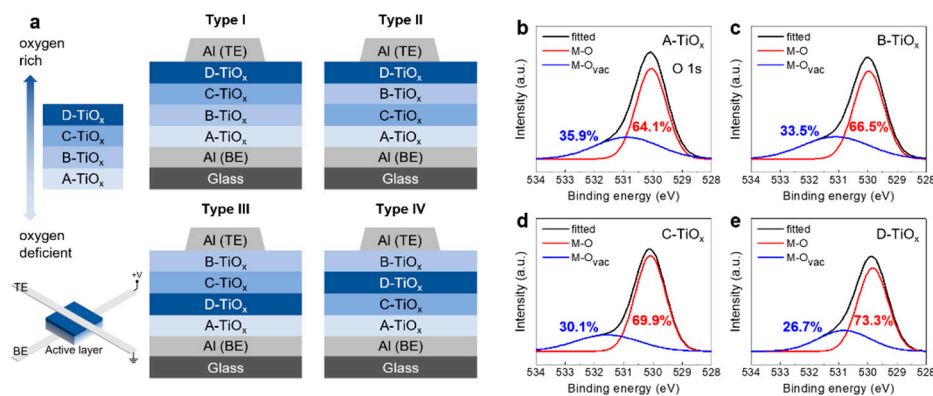 a
oxygen
rich
D-TiOₓ
C-TiOₓ
B-TiOₓ
A-TiOₓ
oxygen
deficient
TE
BE
+V
Active layer
Type I
Al (TE)
D-TiOₓ
C-TiOₓ
B-TiOₓ
A-TiOₓ
Al (BE)
Glass
Type II
Al (TE)
D-TiOₓ
B-TiOₓ
C-TiOₓ
A-TiOₓ
Al (BE)
Glass
Type III
Al (TE)
B-TiOₓ
C-TiOₓ
D-TiOₓ
A-TiOₓ
Al (BE)
Glass
Type IV
Al (TE)
B-TiOₓ
D-TiOₓ
C-TiOₓ
A-TiOₓ
Al (BE)
Glass
b
fitted
M-O
M-Ovac
A-TiOₓ
O 1s
35.9%
64.1%
Intensity (a.u.)
534 533 532 531 530 529 528
Binding energy (eV)
c
fitted
M-O
M-Ovac
B-TiOₓ
33.5%
66.5%
Intensity (a.u.)
534 533 532 531 530 529 528
Binding energy (eV)
d
fitted
M-O
M-Ovac
C-TiOₓ
30.1%
69.9%
Intensity (a.u.)
534 533 532 531 530 529 528
Binding energy (eV)
e
fitted
M-O
M-Ovac
D-TiOₓ
26.7%
73.3%
Intensity (a.u.)
534 533 532 531 530 529 528
Binding energy (eV)